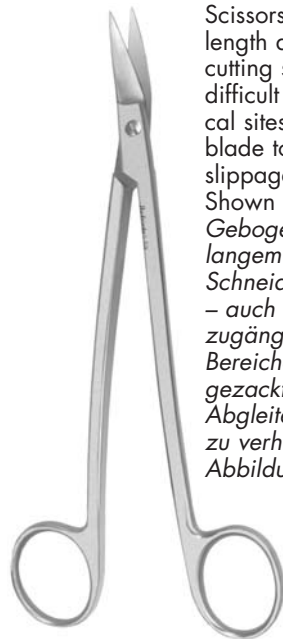 Scissors
length a
cutting s
difficult
cal sites
blade to
slippage
Shown
Geboge
langem
Schneid
– auch
zugäng
Bereich
gezackt
Abgleite
zu verh
Abbildu